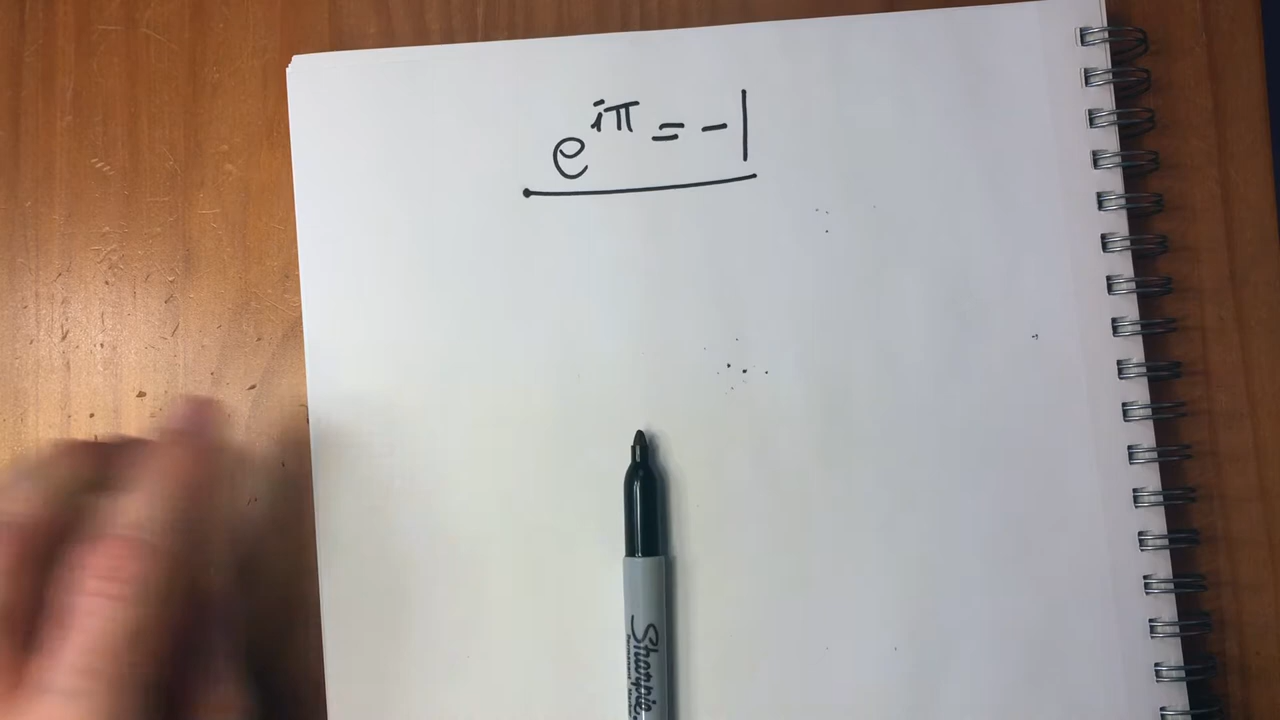 e^{iπ} = -1
Sharpie.